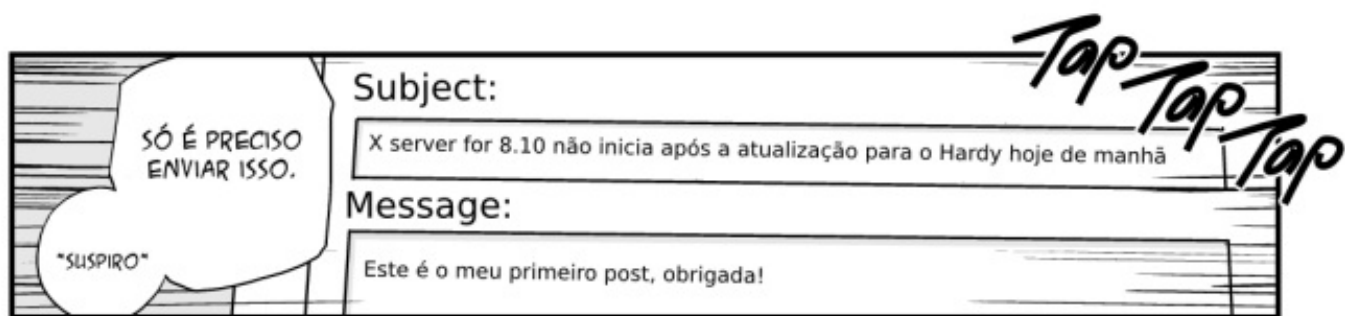 SÓ É PRECISO
ENVIAR ISSO.
"SUSPIRO"
Subject:
X server for 8.10 não inicia após a atualização para o Hardy hoje de manhã
Message:
Este é o meu primeiro post, obrigada!
Tap
Tap
Tap